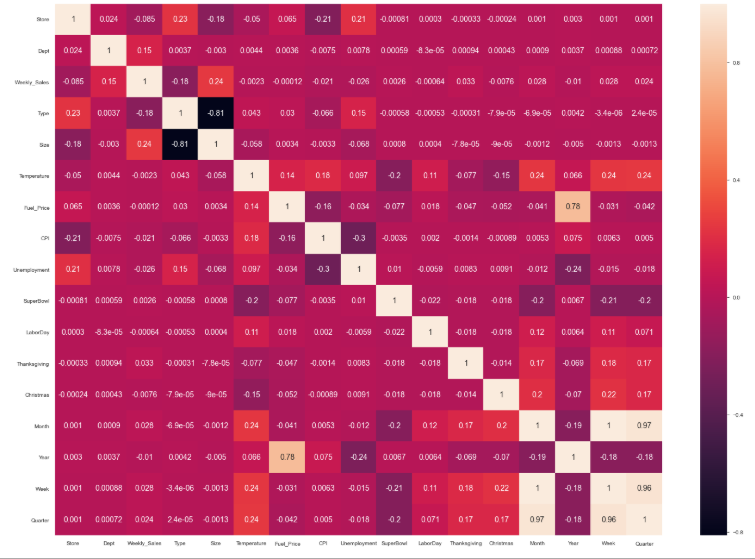 Store 1 0.024 -0.085 0.23 -0.18 -0.05 0.065 -0.21 0.21 -0.00081 0.0003 -0.00033 -0.00024 0.001 0.003 0.001 0.001
Dept 0.024 1 0.15 0.0037 -0.003 0.0044 0.0036 -0.0075 0.0078 0.00059 -8.3e-05 0.00094 0.00043 0.0009 0.0037 0.00088 0.00072
0.8
Weekly_Sales -0.085 0.15 1 -0.18 0.24 -0.0023 -0.00012 -0.021 -0.026 0.0026 -0.00064 0.033 -0.0076 0.028 -0.01 0.028 0.024
Type 0.23 0.0037 -0.18 1 -0.81 0.043 0.03 -0.066 0.15 -0.00058 -0.00053 -0.00031 -7.9e-05 -6.9e-05 0.0042 -3.4e-06 2.4e-05
Size -0.18 -0.003 0.24 -0.81 1 -0.058 0.0034 -0.0033 -0.068 0.0008 0.0004 -7.8e-05 -9e-05 -0.0012 -0.005 -0.0013 -0.0013
Temperature -0.05 0.0044 -0.0023 0.043 -0.058 1 0.14 0.18 0.097 -0.2 0.11 -0.077 -0.15 0.24 0.066 0.24 0.24
0.4
Fuel_Price 0.065 0.0036 -0.00012 0.03 0.0034 0.14 1 -0.16 -0.034 -0.077 0.018 -0.047 -0.052 -0.041 0.78 -0.031 -0.042
CPI -0.21 -0.0075 -0.021 -0.066 -0.0033 0.18 -0.16 1 -0.3 -0.0035 0.002 -0.0014 -0.00089 0.0053 0.075 0.0063 0.005
Unemployment 0.21 0.0078 -0.026 0.15 -0.068 0.097 -0.034 -0.3 1 0.01 -0.0059 0.0083 0.0091 -0.012 -0.24 -0.015 -0.018
SuperBowl -0.00081 0.00059 0.0026 -0.00058 0.0008 -0.2 -0.077 -0.0035 0.01 1 -0.022 -0.018 -0.018 -0.2 0.0067 -0.21 -0.2
0.0
LaborDay 0.0003 -8.3e-05 -0.00064 -0.00053 0.0004 0.11 0.018 0.002 -0.0059 -0.022 1 -0.018 -0.018 0.12 0.0064 0.11 0.071
Thanksgiving -0.00033 0.00094 0.033 -0.00031 -7.8e-05 -0.077 -0.047 -0.0014 0.0083 -0.018 -0.018 1 -0.014 0.17 -0.069 0.18 0.17
Christmas -0.00024 0.00043 -0.0076 -7.9e-05 -9e-05 -0.15 -0.052 -0.00089 0.0091 -0.018 -0.018 -0.014 1 0.2 -0.07 0.22 0.17
-0.4
Month 0.001 0.0009 0.028 -6.9e-05 -0.0012 0.24 -0.041 0.0053 -0.012 -0.2 0.12 0.17 0.2 1 -0.19 1 0.97
Year 0.003 0.0037 -0.01 0.0042 -0.005 0.066 0.78 0.075 -0.24 0.0067 0.0064 -0.069 -0.07 -0.19 1 -0.18 -0.18
Week 0.001 0.00088 0.028 -3.4e-06 -0.0013 0.24 -0.031 0.0063 -0.015 -0.21 0.11 0.18 0.22 1 -0.18 1 0.96
Quarter 0.001 0.00072 0.024 2.4e-05 -0.0013 0.24 -0.042 0.005 -0.018 -0.2 0.071 0.17 0.17 0.97 -0.18 0.96 1
-0.8
Store Dept Weekly_Sales Type Size Temperature Fuel_Price CPI Unemployment SuperBowl LaborDay Thanksgiving Christmas Month Year Week Quarter